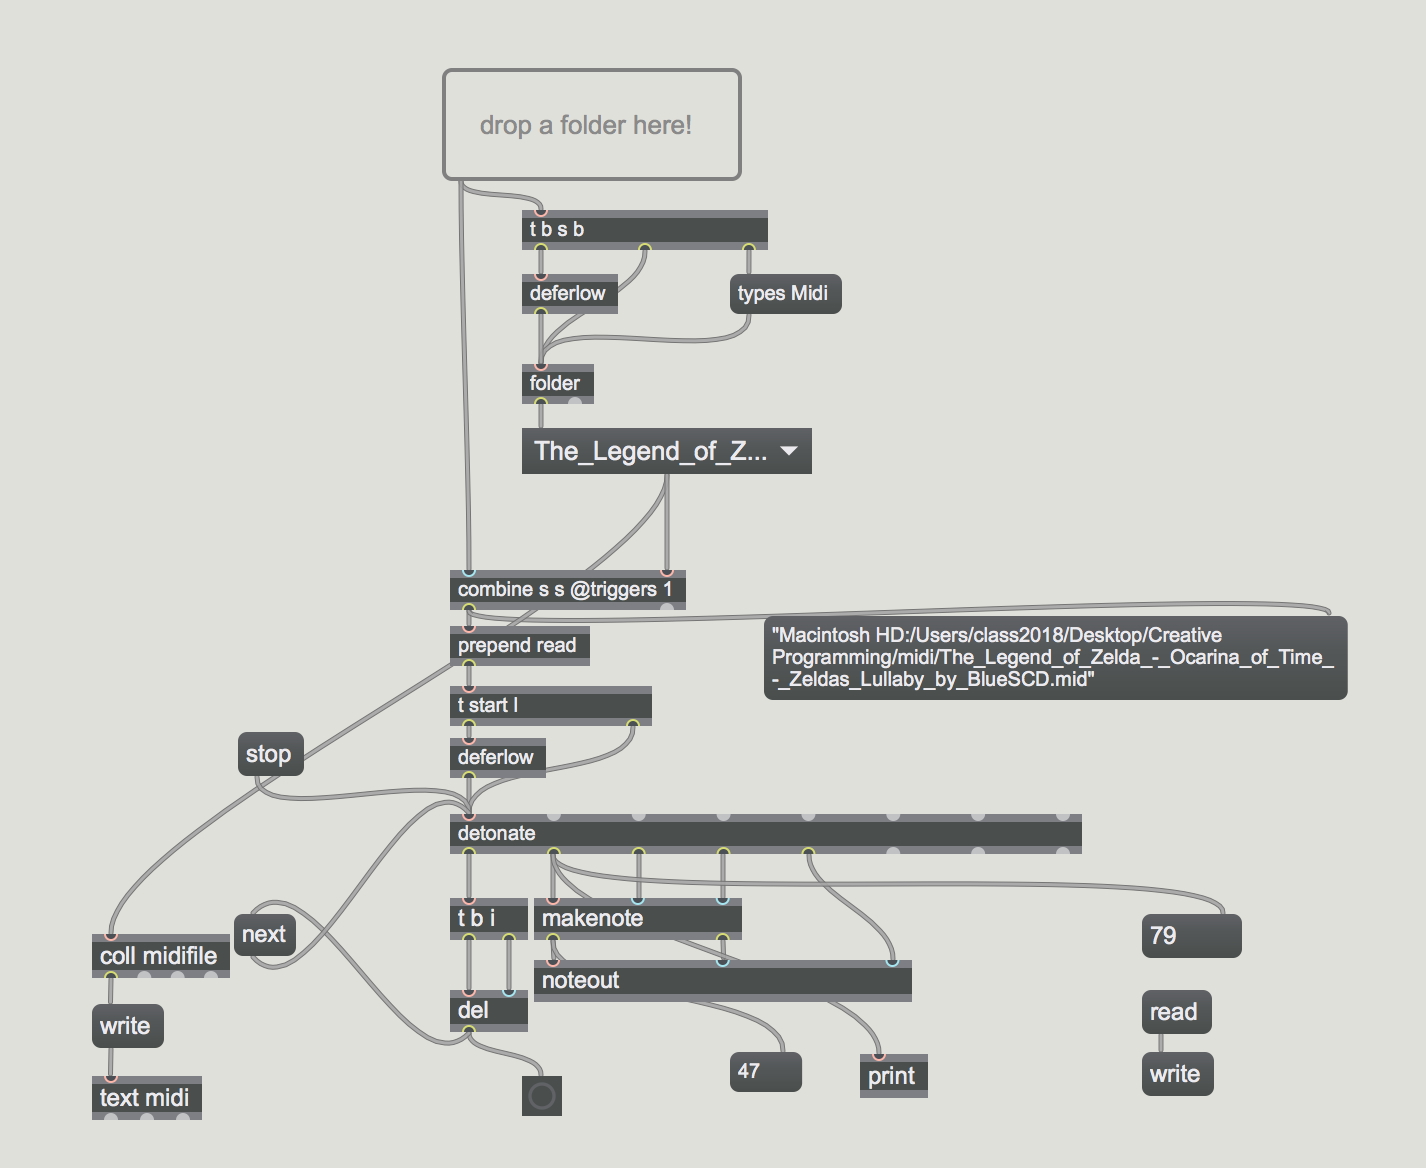 drop a folder here!
t b s b
deferlow
types Midi
folder
The_Legend_of_Z...
combine s s @triggers 1
prepend read
"Macintosh HD:/Users/class2018/Desktop/Creative
Programming/midi/The_Legend_of_Zelda_-_Ocarina_of_Time_
-_Zeldas_Lullaby_by_BlueSCD.mid"
t start l
stop
deferlow
detonate
t b i
makenote
next
79
coll midifile
noteout
del
read
write
47
write
print
text midi